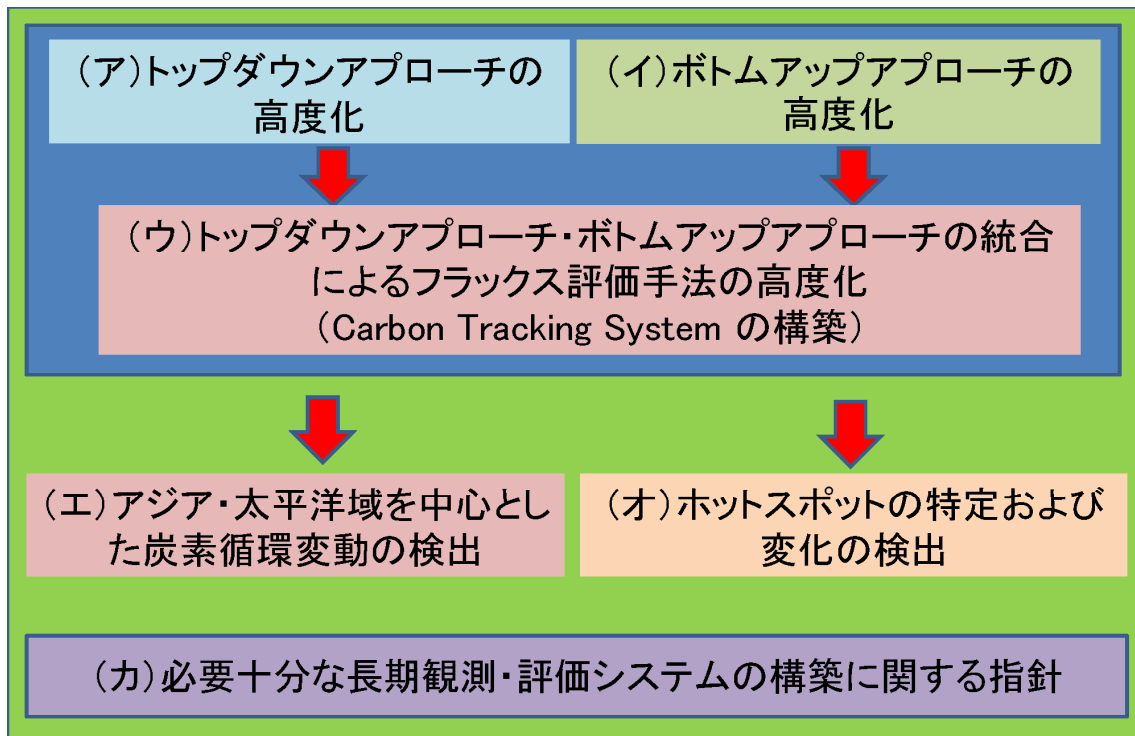 （ア）トップダウンアプローチの
高度化
（イ）ボトムアップアプローチの
高度化
（ウ）トップダウンアプローチ・ボトムアップアプローチの統合
によるフラックス評価手法の高度化
（Carbon Tracking System の構築）
（エ）アジア・太平洋域を中心とし
た炭素循環変動の検出
（オ）ホットスポットの特定および
変化の検出
（カ）必要十分な長期観測・評価システムの構築に関する指針